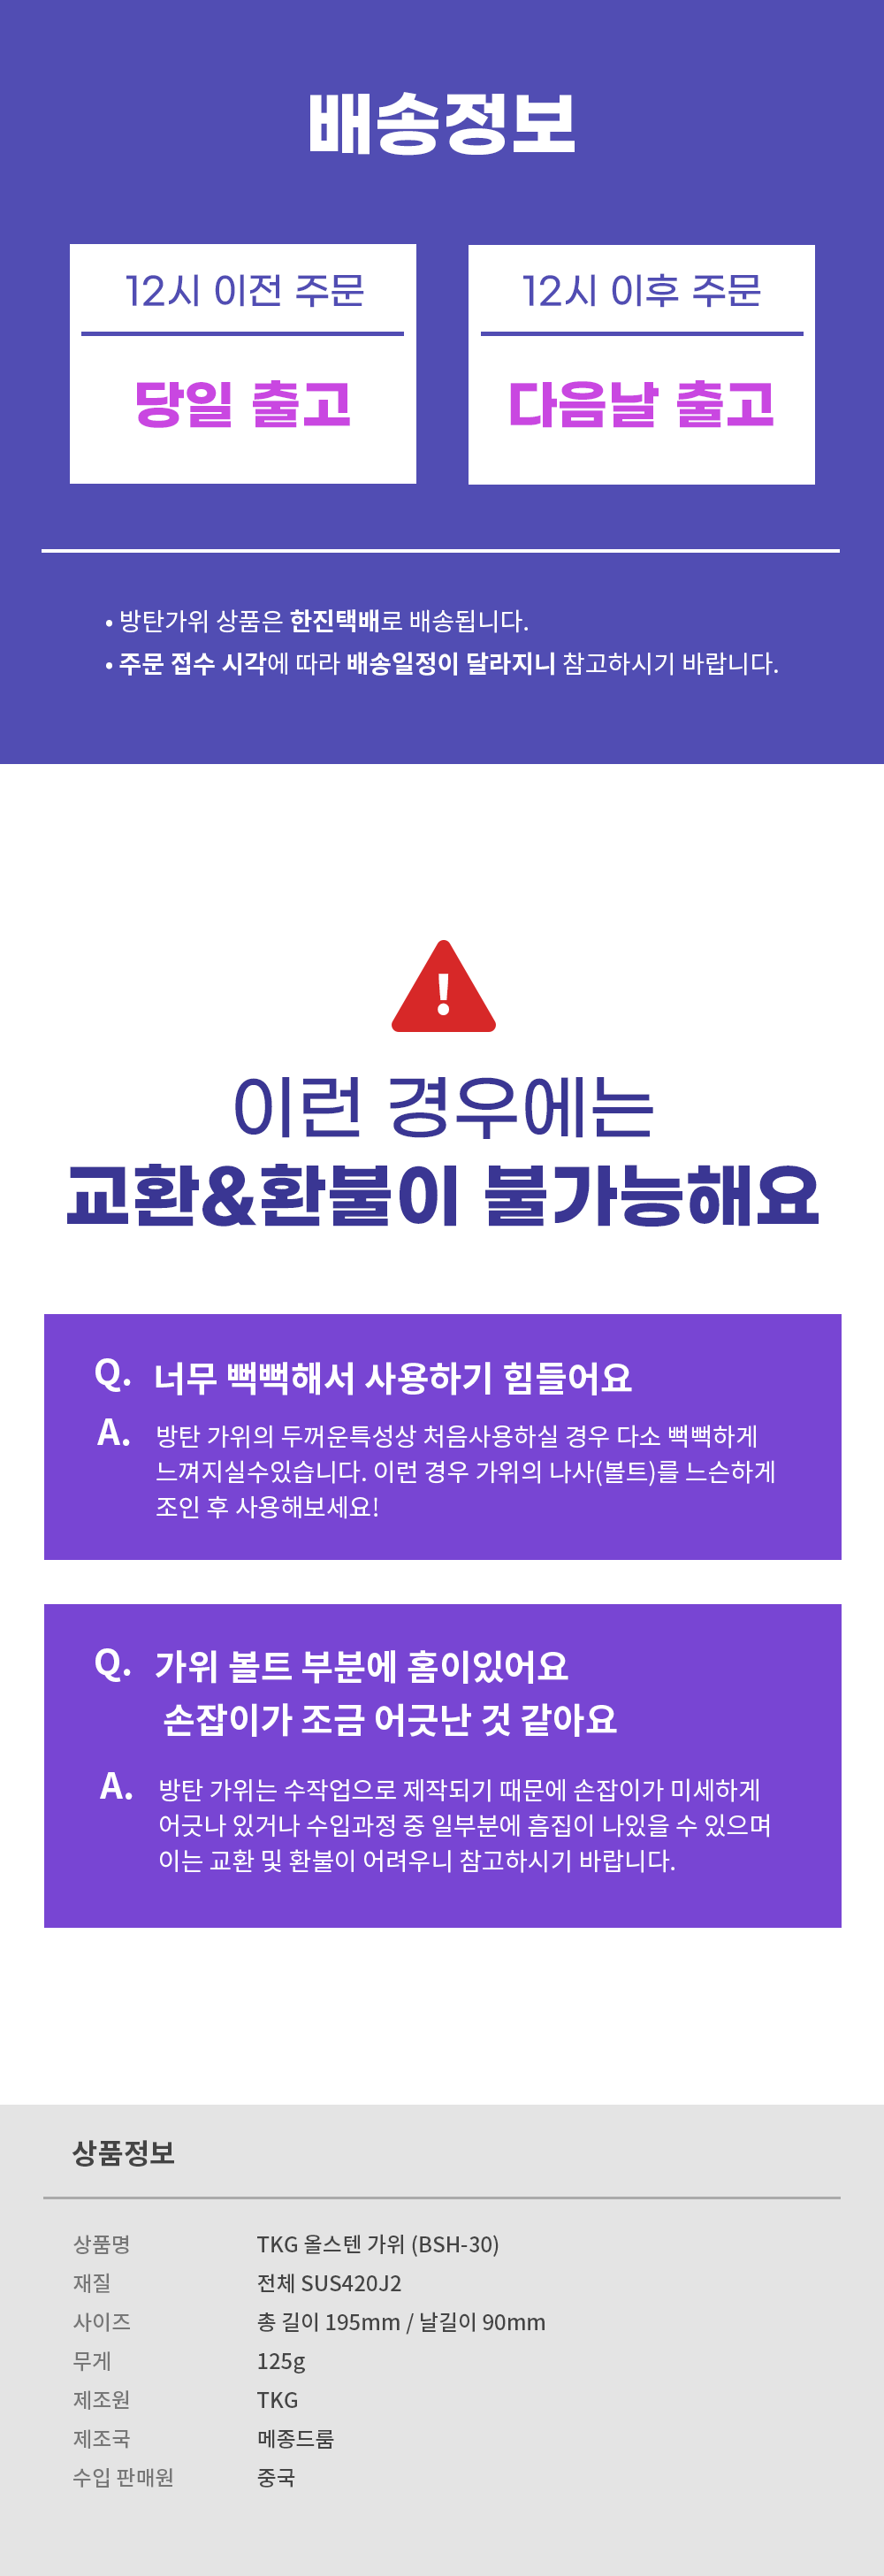 배송정보
12시 이전 주문
당일 출고
12시 이후 주문
다음날 출고
• 방탄가위 상품은 한진택배로 배송됩니다.
• 주문 접수 시각에 따라 배송일정이 달라지니 참고하시기 바랍니다.
!
이런 경우에는
교환&환불이 불가능해요
Q. 너무 뻑뻑해서 사용하기 힘들어요
A. 방탄 가위의 두꺼운특성상 처음사용하실 경우 다소 뻑뻑하게
느껴지실수있습니다. 이런 경우 가위의 나사(볼트)를 느슨하게
조인 후 사용해보세요!
Q. 가위 볼트 부분에 홈이있어요
손잡이가 조금 어긋난 것 같아요
A. 방탄 가위는 수작업으로 제작되기 때문에 손잡이가 미세하게
어긋나 있거나 수입과정 중 일부분에 흠집이 나있을 수 있으며
이는 교환 및 환불이 어려우니 참고하시기 바랍니다.
상품정보
상품명 TKG 올스텐 가위 (BSH-30)
재질 전체 SUS420J2
사이즈 총 길이 195mm / 날길이 90mm
무게 125g
제조원 TKG
제조국 메종드룸
수입 판매원 중국